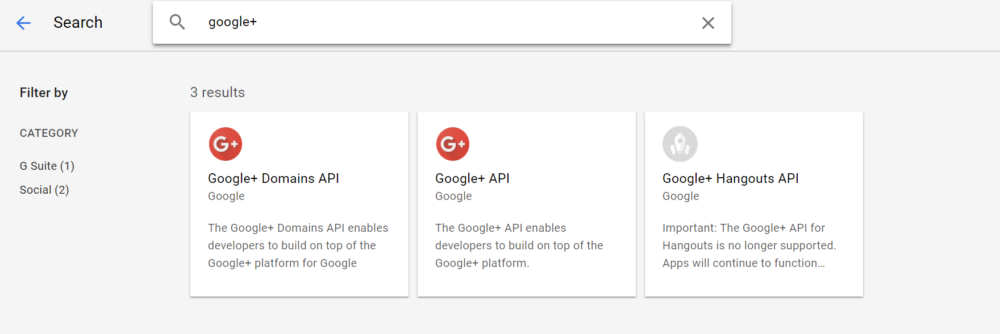 Search
google+
Filter by
CATEGORY
G Suite (1)
Social (2)
3 results
G+
Google+ Domains API
Google
The Google+ Domains API enables
developers to build on top of the
Google+ platform for Google
G+
Google+ API
Google
The Google+ API enables
developers to build on top of the
Google+ platform.
Google+ Hangouts API
Google
Important: The Google+ API for
Hangouts is no longer supported.
Apps will continue to function…